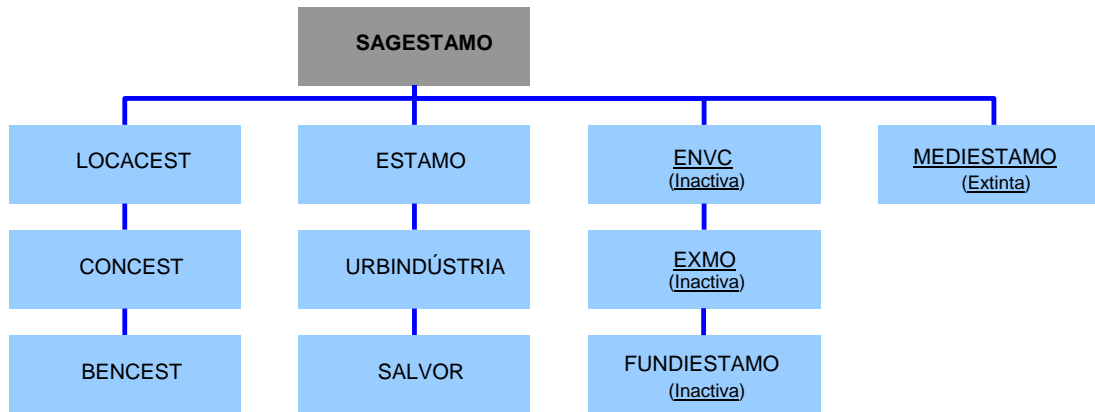 SAGESTAMO
LOCACEST
ESTAMO
ENVC
(Inactiva)
MEDIESTAMO
(Extinta)
CONCEST
URBINDÚSTRIA
EXMO
(Inactiva)
BENCEST
SALVOR
FUNDIESTAMO
(Inactiva)